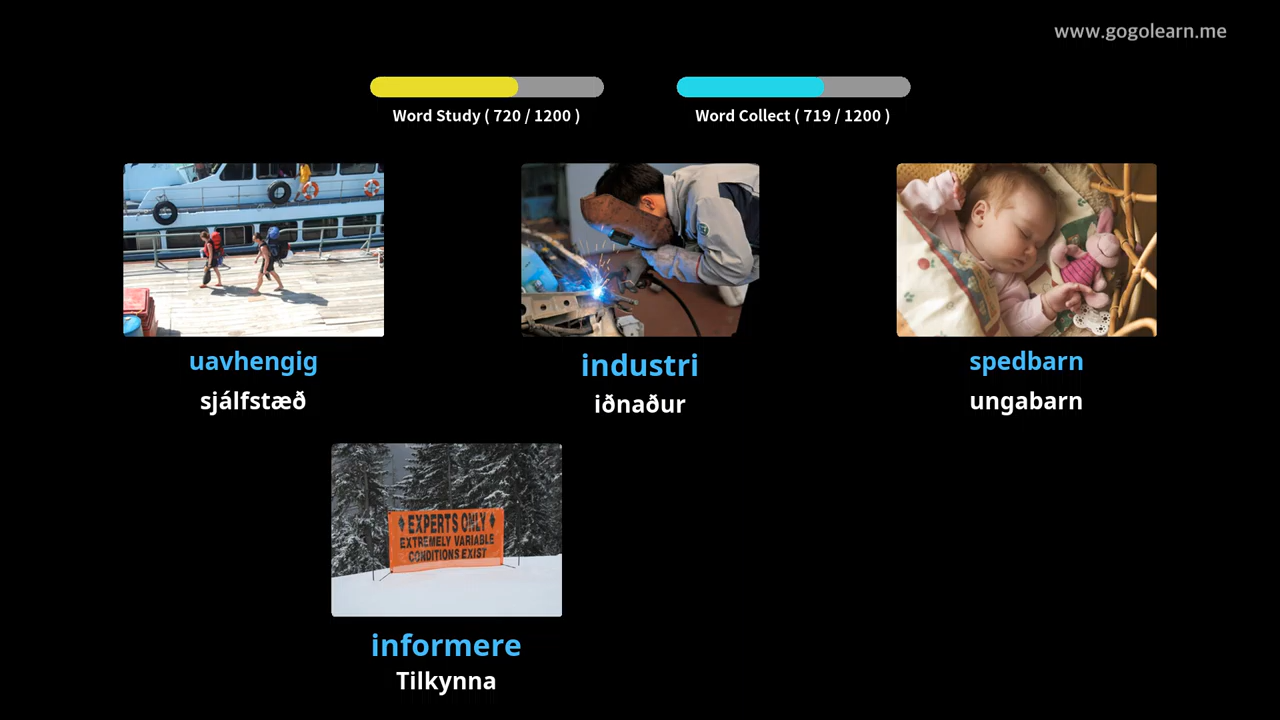 www.gogolearn.me
Word Study ( 720 / 1200 )
Word Collect ( 719 / 1200 )
uavhengig
sjálfstæð
industri
iðnaður
spedbarn
ungabarn
EXPERTS ONLY
EXTREMELY VARIABLE
CONDITIONS EXIST
informere
Tilkynna